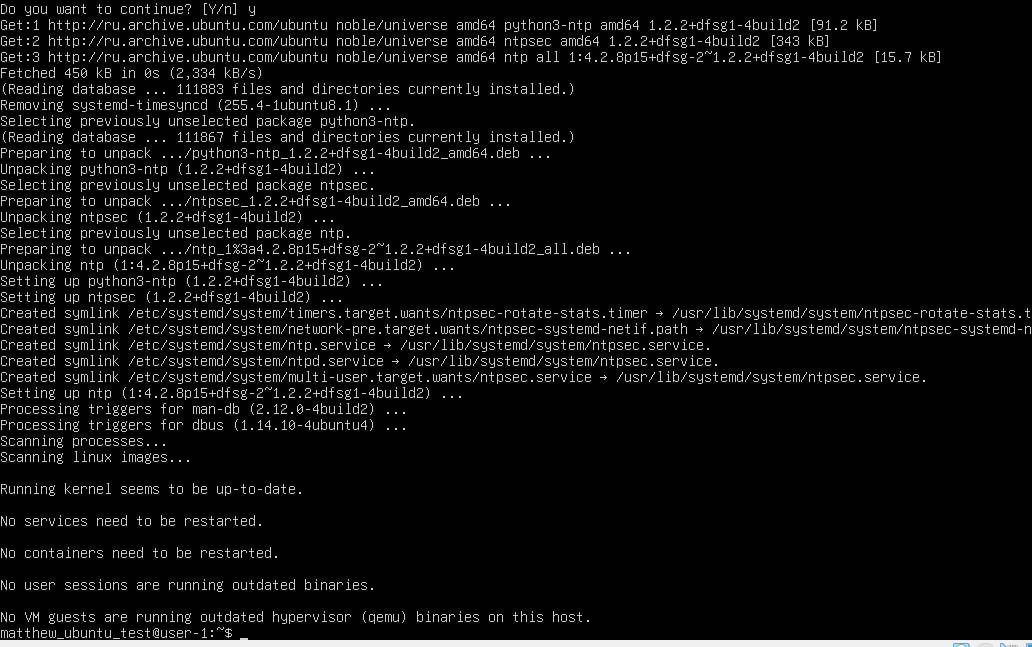 Do you want to continue? [Y/n] y
Get:1 http://ru.archive.ubuntu.com/ubuntu noble/universe amd64 python3-ntp amd64 1.2.2+dfsg1-4build2 [91.2 kB]
Get:2 http://ru.archive.ubuntu.com/ubuntu noble/universe amd64 ntpsec amd64 1.2.2+dfsg1-4build2 [343 kB]
Get:3 http://ru.archive.ubuntu.com/ubuntu noble/universe amd64 ntp all 1:4.2.8p15+dfsg-2~1.2.2+dfsg1-4build2 [15.7 kB]
Fetched 450 kB in 0s (2,334 kB/s)
(Reading database ... 111883 files and directories currently installed.)
Removing systemd-timesyncd (255.4-1ubuntu8.1) ...
Selecting previously unselected package python3-ntp.
(Reading database ... 111867 files and directories currently installed.)
Preparing to unpack .../python3-ntp_1.2.2+dfsg1-4build2_amd64.deb ...
Unpacking python3-ntp (1.2.2+dfsg1-4build2) ...
Selecting previously unselected package ntpsec.
Preparing to unpack .../ntpsec_1.2.2+dfsg1-4build2_amd64.deb ...
Unpacking ntpsec (1.2.2+dfsg1-4build2) ...
Selecting previously unselected package ntp.
Preparing to unpack .../ntp_1%3a4.2.8p15+dfsg-2~1.2.2+dfsg1-4build2_all.deb ...
Unpacking ntp (1:4.2.8p15+dfsg-2~1.2.2+dfsg1-4build2) ...
Setting up python3-ntp (1.2.2+dfsg1-4build2) ...
Setting up ntpsec (1.2.2+dfsg1-4build2) ...
Created symlink /etc/systemd/system/timers.target.wants/ntpsec-rotate-stats.timer → /usr/lib/systemd/system/ntpsec-rotate-stats.t
Created symlink /etc/systemd/system/network-pre.target.wants/ntpsec-systemd-netif.path → /usr/lib/systemd/system/ntpsec-systemd-n
Created symlink /etc/systemd/system/ntp.service → /usr/lib/systemd/system/ntpsec.service.
Created symlink /etc/systemd/system/ntpd.service → /usr/lib/systemd/system/ntpsec.service.
Created symlink /etc/systemd/system/multi-user.target.wants/ntpsec.service → /usr/lib/systemd/system/ntpsec.service.
Setting up ntp (1:4.2.8p15+dfsg-2~1.2.2+dfsg1-4build2) ...
Processing triggers for man-db (2.12.0-4build2) ...
Processing triggers for dbus (1.14.10-4ubuntu4) ...
Scanning processes...
Scanning linux images...
Running kernel seems to be up-to-date.
No services need to be restarted.
No containers need to be restarted.
No user sessions are running outdated binaries.
No VM guests are running outdated hypervisor (qemu) binaries on this host.
matthew_ubuntu_test@user-1:~$ _